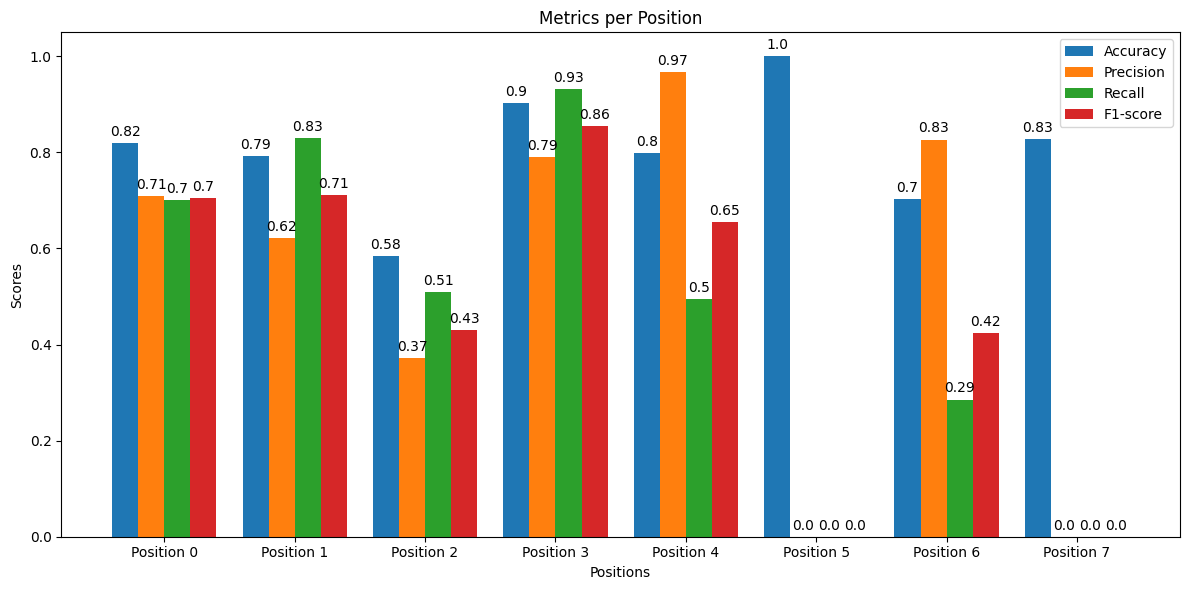 Metrics per Position
Accuracy
Precision
Recall
F1-score
Scores
1.0
0.8
0.6
0.4
0.2
0.0
0.82
0.71
0.7
0.7
0.79
0.62
0.83
0.71
0.58
0.37
0.51
0.43
0.9
0.79
0.93
0.86
0.8
0.97
0.5
0.65
1.0
0.0
0.0
0.0
0.7
0.83
0.29
0.42
0.83
0.0
0.0
0.0
Position 0
Position 1
Position 2
Position 3
Position 4
Position 5
Position 6
Position 7
Positions